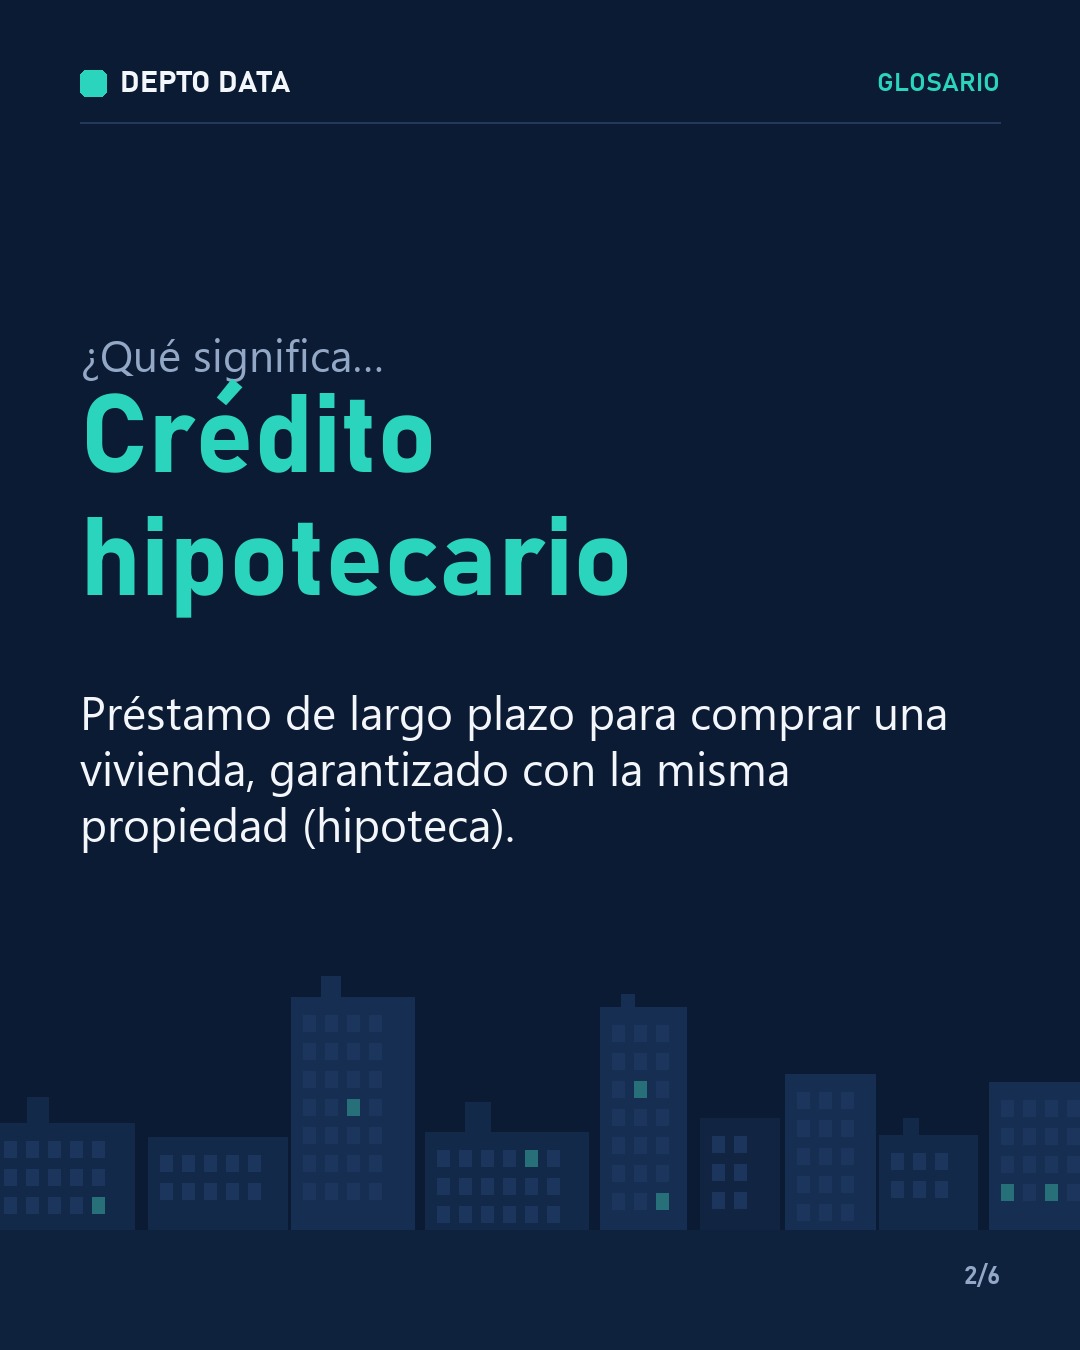 DEPTO DATA
GLOSARIO
¿Qué significa...
Crédito
hipotecario
Préstamo de largo plazo para comprar una
vivienda, garantizado con la misma
propiedad (hipoteca).
2/6